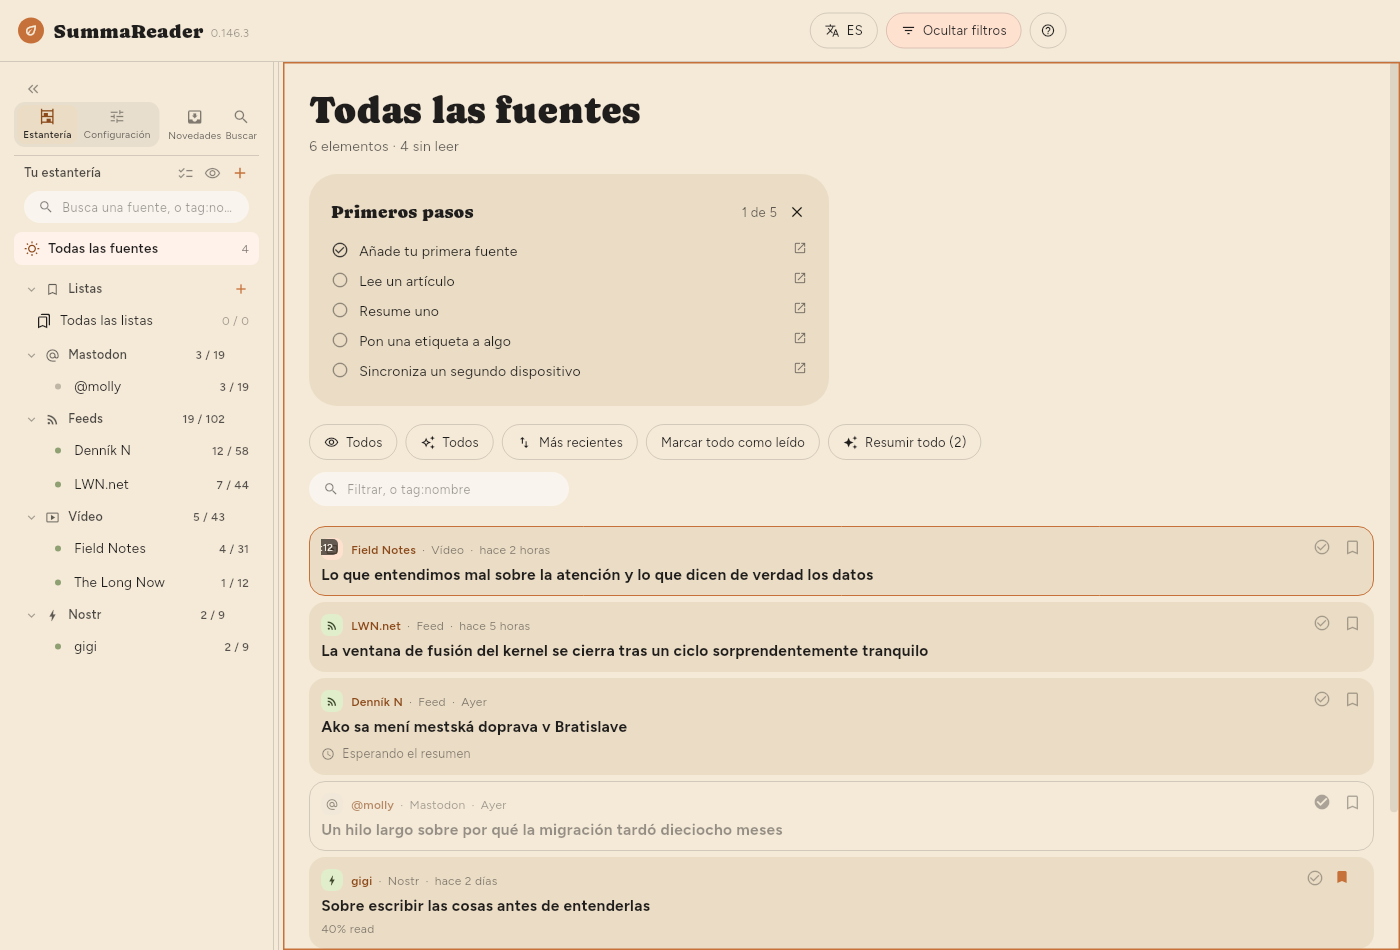 SummaReader 0.146.3
ES
Ocultar filtros
Estantería
Configuración
Novedades
Buscar
Tu estantería
Busca una fuente, o tag:no...
Todas las fuentes 4
Listas
Todas las listas 0 / 0
Mastodon 3 / 19
@molly 3 / 19
Feeds 19 / 102
Denník N 12 / 58
LWN.net 7 / 44
Vídeo 5 / 43
Field Notes 4 / 31
The Long Now 1 / 12
Nostr 2 / 9
gigi 2 / 9
Todas las fuentes
6 elementos · 4 sin leer
Primeros pasos 1 de 5
Añade tu primera fuente
Lee un artículo
Resume uno
Pon una etiqueta a algo
Sincroniza un segundo dispositivo
Todos
Todos
Más recientes
Marcar todo como leído
Resumir todo (2)
Filtrar, o tag:nombre
:12 Field Notes · Vídeo · hace 2 horas
Lo que entendimos mal sobre la atención y lo que dicen de verdad los datos
LWN.net · Feed · hace 5 horas
La ventana de fusión del kernel se cierra tras un ciclo sorprendentemente tranquilo
Denník N · Feed · Ayer
Ako sa mení mestská doprava v Bratislave
Esperando el resumen
@molly · Mastodon · Ayer
Un hilo largo sobre por qué la migración tardó dieciocho meses
gigi · Nostr · hace 2 días
Sobre escribir las cosas antes de entenderlas
40% read